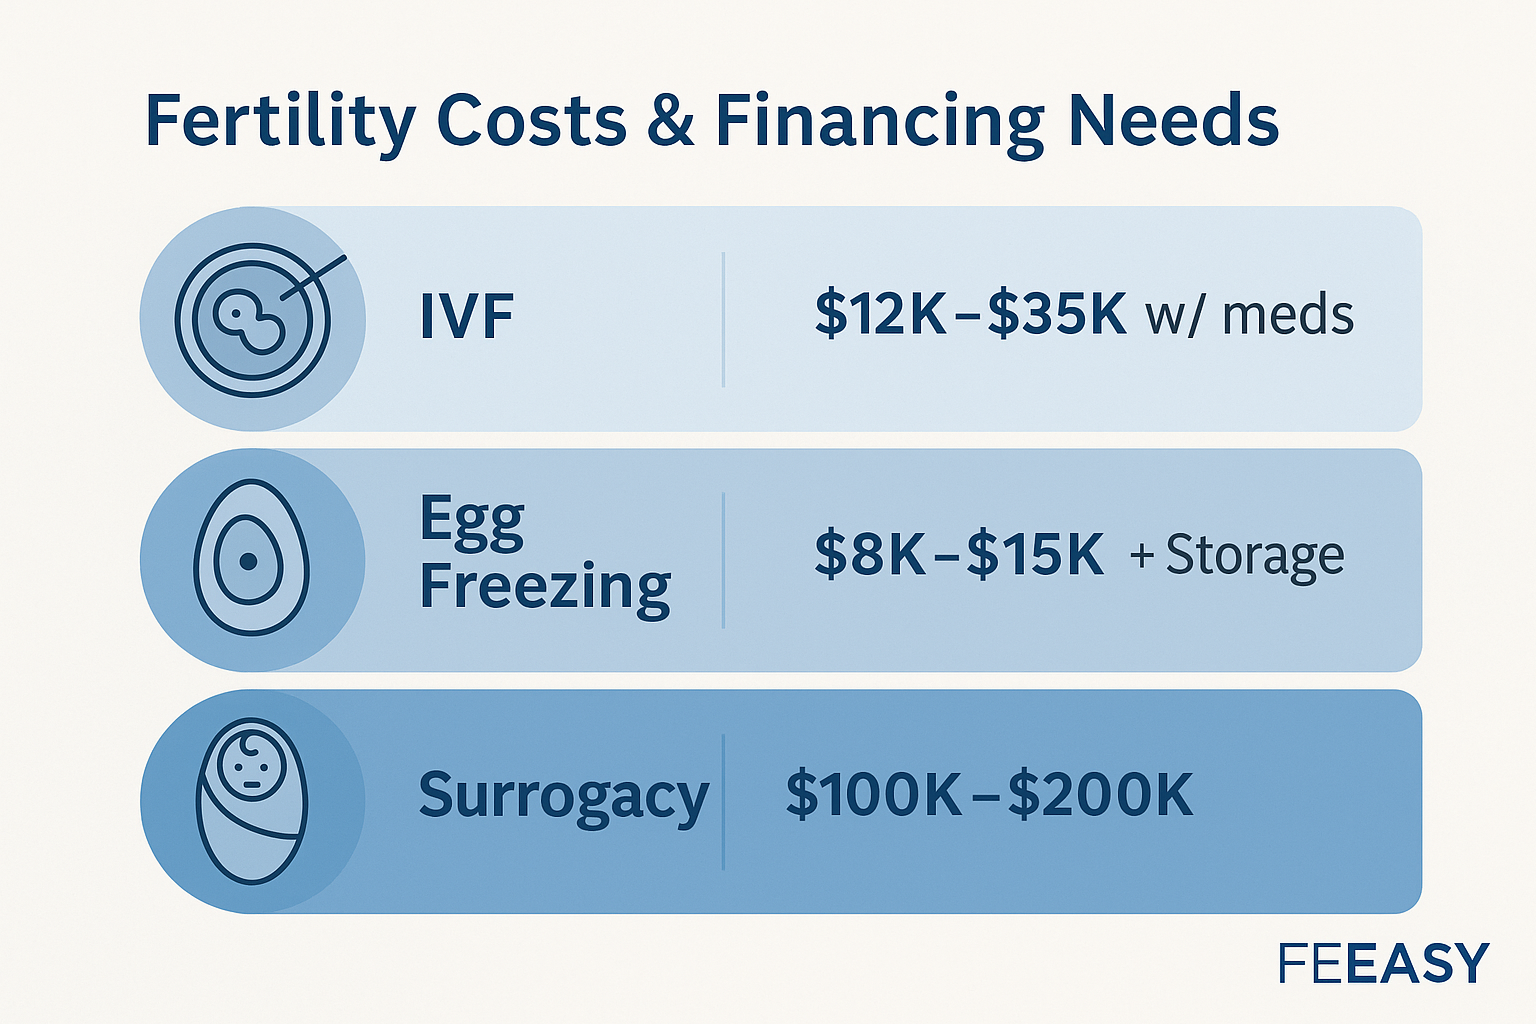 Fertility Costs & Financing Needs
IVF
$12K–$35K w/ meds
Egg
Freezing
$8K–$15K + Storage
Surrogacy
$100K–$200K
FEEASY